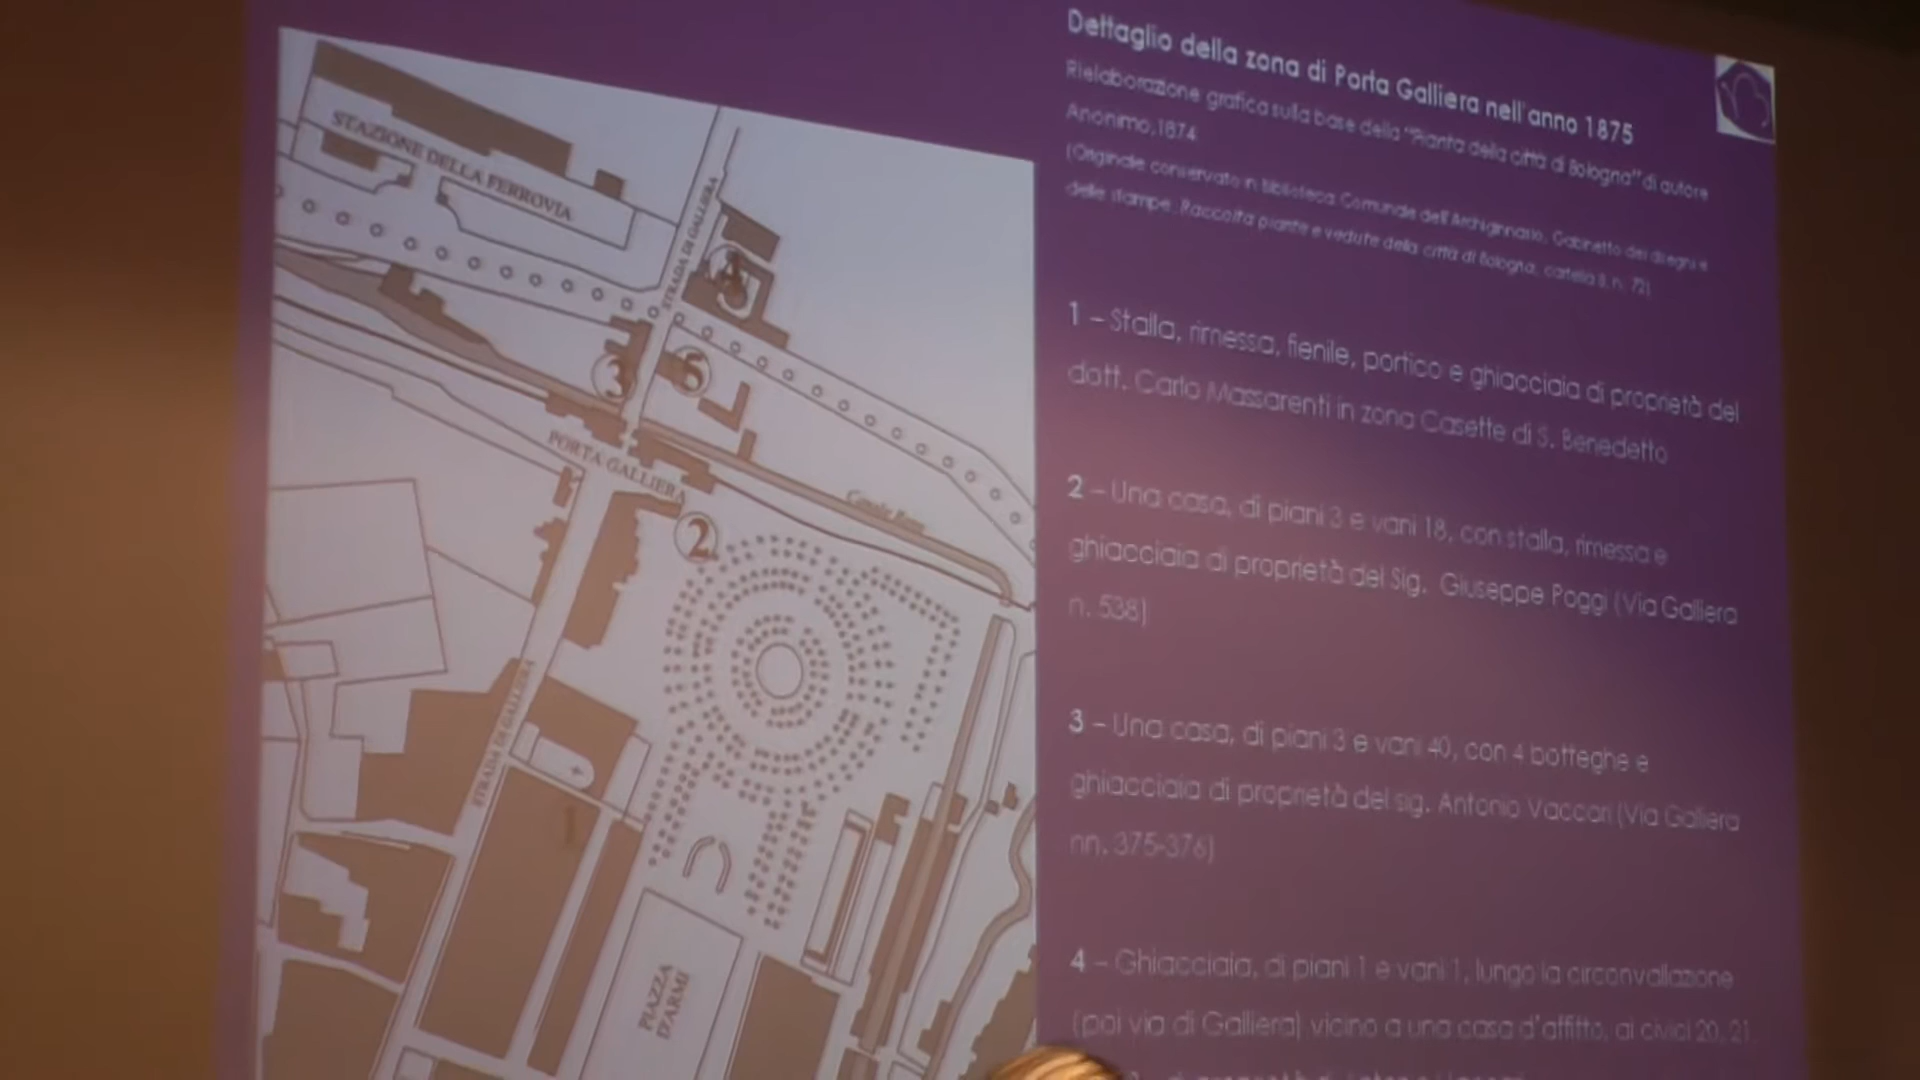 Dettaglio della zona di Porta Galliera nell'anno 1875
Rielaborazione grafica sulla base della "Pianta della città di Bologna" di autore
Anonimo, 1874
(Originale conservato in Biblioteca Comunale dell'Archiginnasio, Gabinetto dei disegni e
delle stampe, Raccolta piante e vedute della città di Bologna, cartella 8, n. 72)
1 – Stalla, rimessa, fienile, portico e ghiacciaia di proprietà del
dott. Carlo Massarenti in zona Casette di S. Benedetto
2 – Una casa, di piani 3 e vani 18, con stalla, rimessa e
ghiacciaia di proprietà del Sig. Giuseppe Poggi (Via Galliera
n. 538)
3 – Una casa, di piani 3 e vani 40, con 4 botteghe e
ghiacciaia di proprietà del sig. Antonio Vaccari (Via Galliera
nn. 375-376)
4 – Ghiacciaia, di piani 1 e vani 1, lungo la circonvallazione
(poi via di Galliera) vicino a una casa d'affitto, ai civici 20, 21
STAZIONE DELLA FERROVIA
STRADA DI GALLIERA
4
3
5
PORTA GALLIERA
2
STRADA DI GALLIERA
PIAZZA
D'ARMI